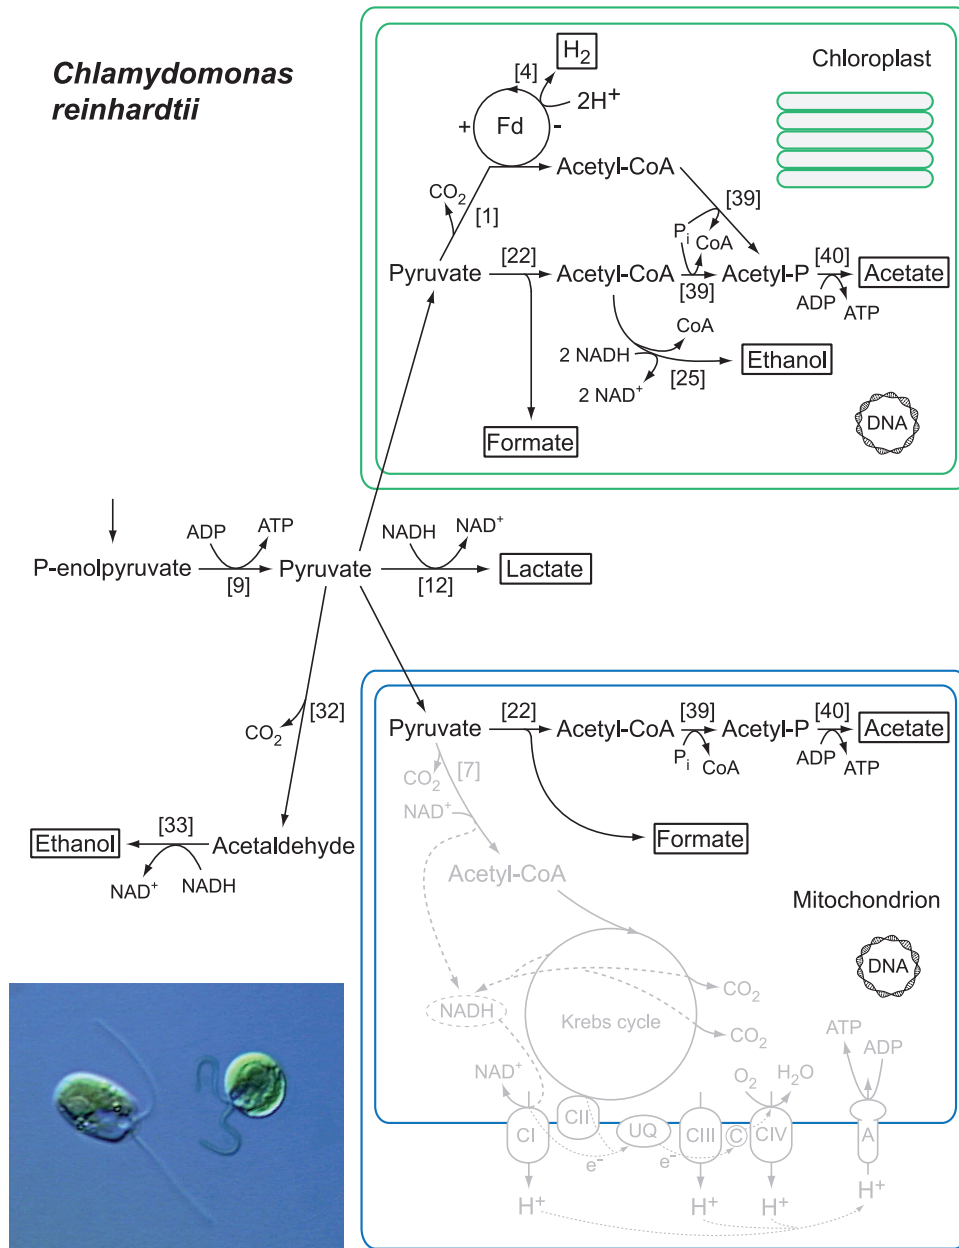 Chlamydomonas
reinhardtii
Chloroplast
H₂
[4]
2H⁺
+ Fd -
Acetyl-CoA
CO₂
[1]
[39]
Pᵢ
CoA
Pyruvate [22] Acetyl-CoA [39] Acetyl-P [40] Acetate
ADP ATP
CoA
2 NADH
2 NAD⁺
[25]
Ethanol
Formate
DNA
ADP ATP NADH NAD⁺
P-enolpyruvate [9] Pyruvate [12] Lactate
[32]
CO₂
[33]
Ethanol Acetaldehyde
NAD⁺ NADH
Pyruvate [22] Acetyl-CoA [39] Acetyl-P [40] Acetate
Pᵢ CoA ADP ATP
CO₂ [7]
NAD⁺
Formate
Acetyl-CoA
Mitochondrion
DNA
NADH
Krebs cycle
CO₂
CO₂
ATP
ADP
NAD⁺
O₂ H₂O
CI CII UQ CIII C CIV A
e⁻ e⁻
H⁺ H⁺ H⁺ H⁺